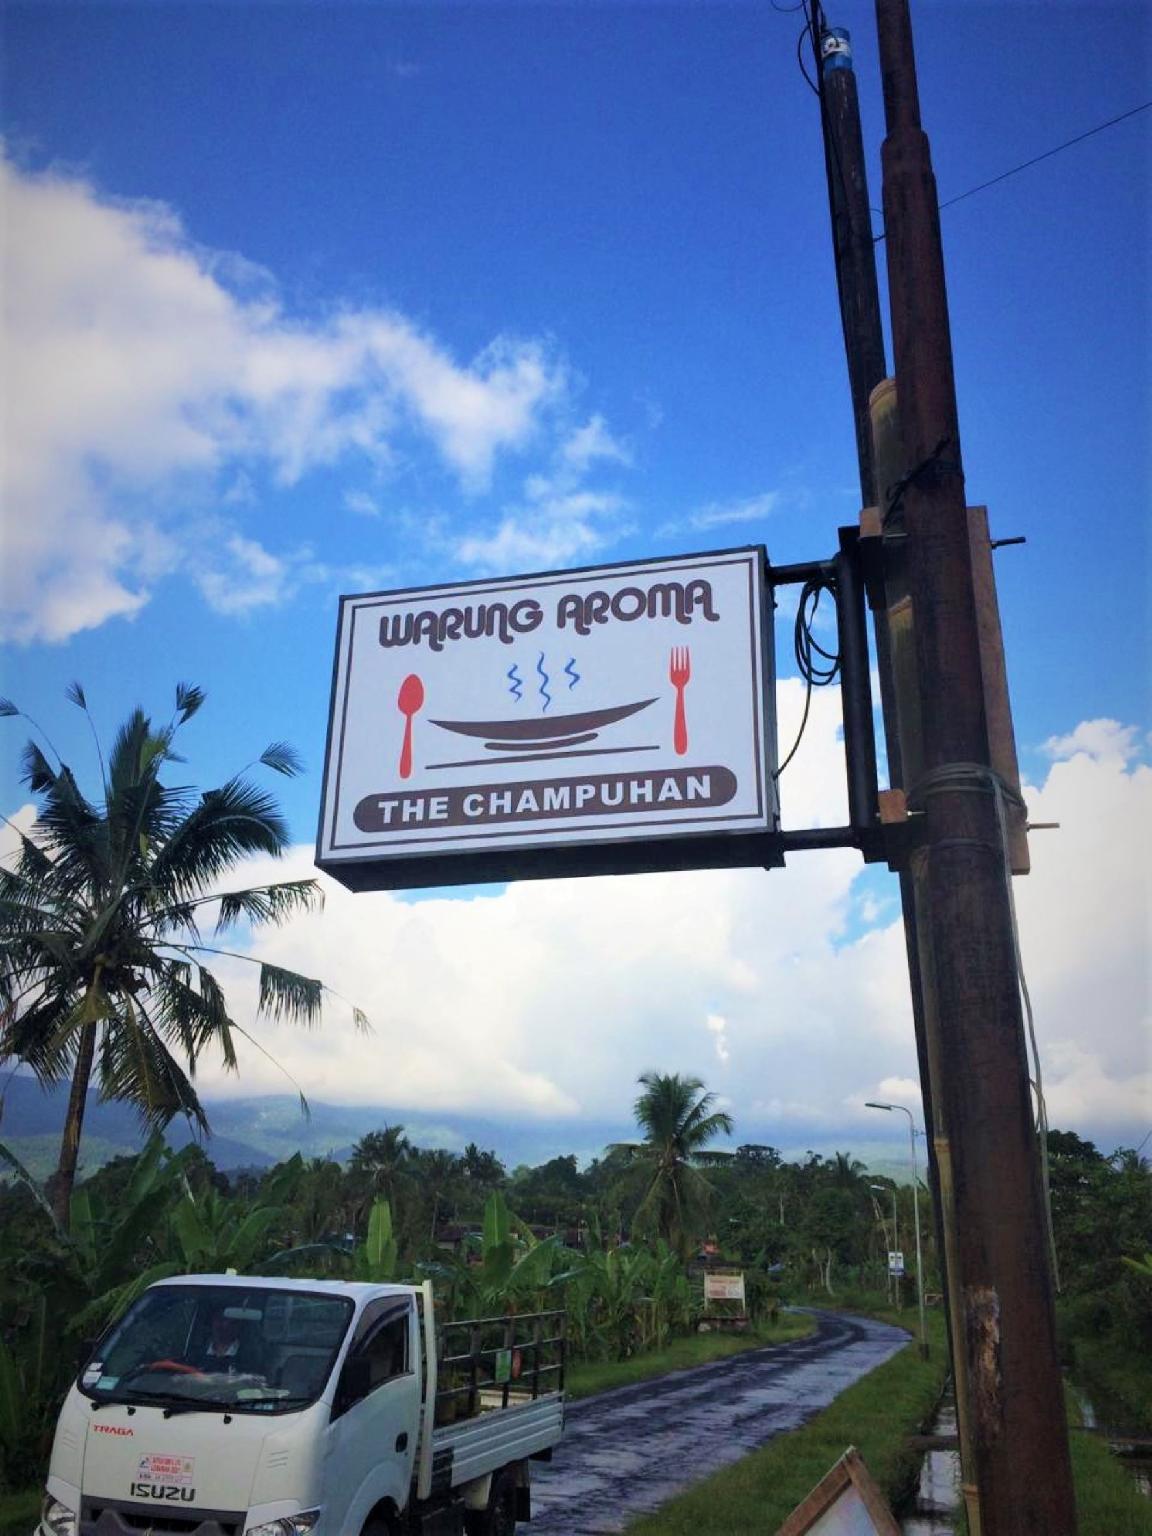 WARUNG AROMA
THE CHAMPUHAN
TRAGA
ISUZU